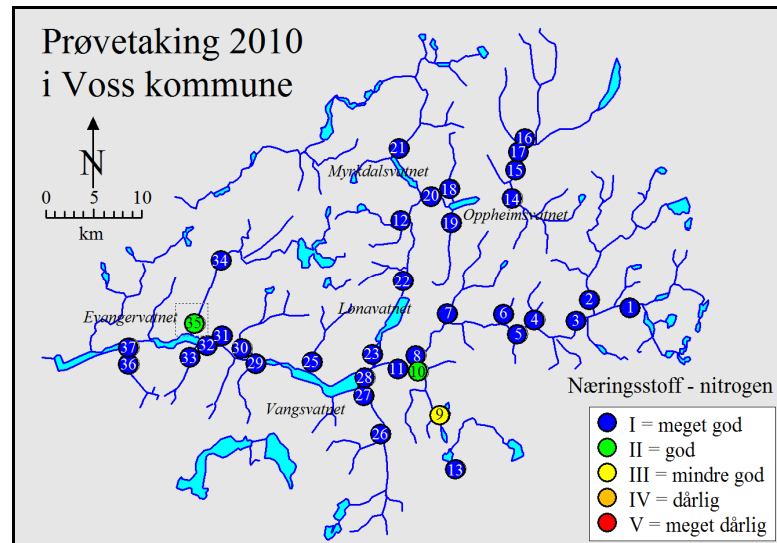 Prøvetaking 2010
i Voss kommune
N
0 5 10
km
16
17
21
15
Myrkdalsvatnet
18
20
14
Oppheimsvatnet
12
19
34
22
2
1
Lønavatnet
7
6
4
3
Evangervatnet
35
5
31
32
30
37
33
23
8
36
29
25
11
10
28
Næringsstoff - nitrogen
27
Vangsvatnet
9
26
13
I = meget god
II = god
III = mindre god
IV = dårlig
V = meget dårlig